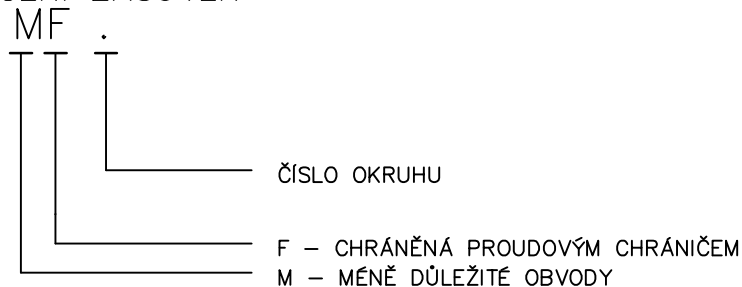 MF .
ČÍSLO OKRUHU
F – CHRÁNĚNÁ PROUDOVÝM CHRÁNIČEM
M – MÉNĚ DŮLEŽITÉ OBVODY